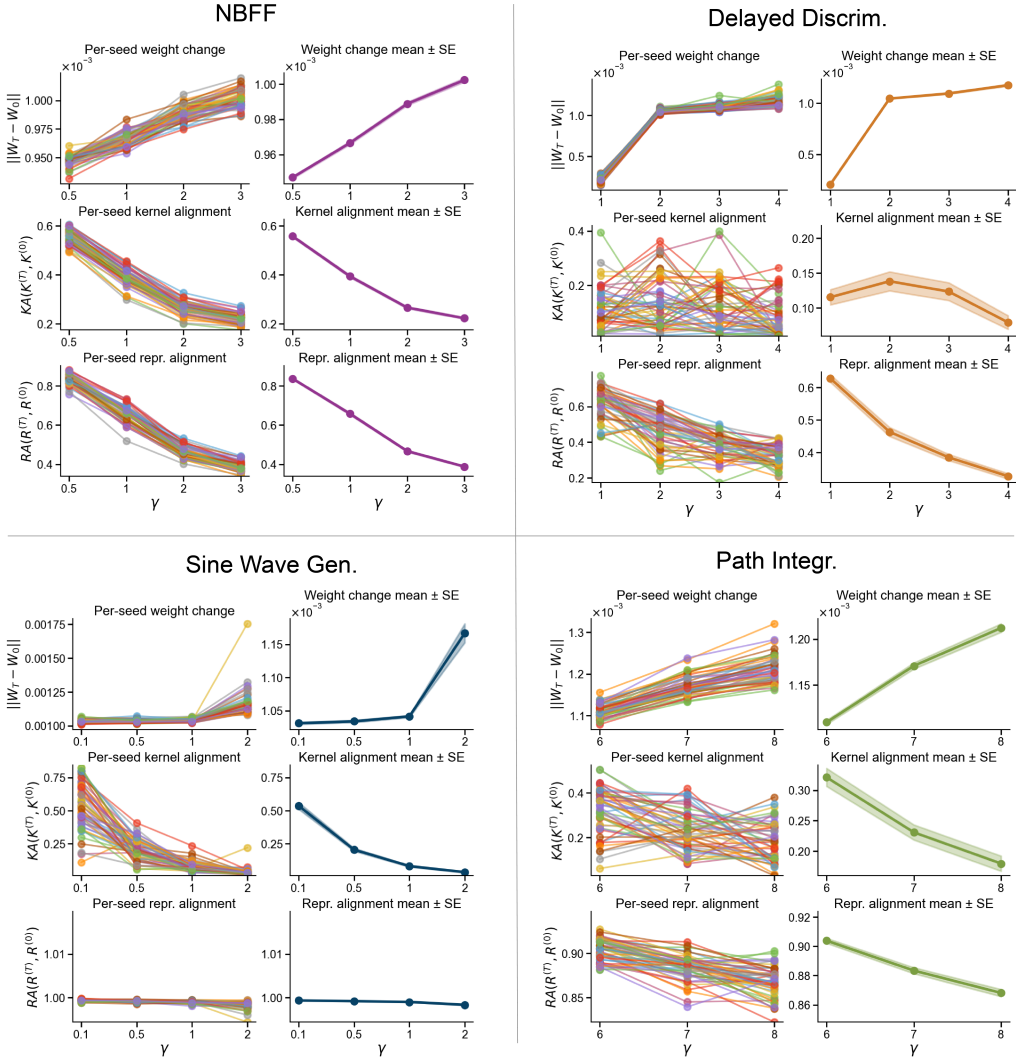 NBFF
Per-seed weight change
Weight change mean ± SE
×10⁻³
×10⁻³
||W_T − W_0||
1.000
0.975
0.950
0.5 1 2 3
1.00
0.98
0.96
0.5 1 2 3
Per-seed kernel alignment
Kernel alignment mean ± SE
KA(K^(T), K^(0))
0.6
0.4
0.2
0.5 1 2 3
0.6
0.4
0.2
0.5 1 2 3
Per-seed repr. alignment
Repr. alignment mean ± SE
RA(R^(T), R^(0))
0.8
0.6
0.4
0.5 1 2 3
γ
0.8
0.6
0.4
0.5 1 2 3
γ
Delayed Discrim.
Per-seed weight change
Weight change mean ± SE
×10⁻³
×10⁻³
||W_T − W_0||
1.0
0.5
1 2 3 4
1.0
0.5
1 2 3 4
Per-seed kernel alignment
Kernel alignment mean ± SE
KA(K^(T), K^(0))
0.4
0.2
1 2 3 4
0.20
0.15
0.10
1 2 3 4
Per-seed repr. alignment
Repr. alignment mean ± SE
RA(R^(T), R^(0))
0.6
0.4
0.2
1 2 3 4
γ
0.6
0.5
0.4
1 2 3 4
γ
Sine Wave Gen.
Per-seed weight change
Weight change mean ± SE
×10⁻³
||W_T − W_0||
0.00175
0.00150
0.00125
0.00100
0.1 0.5 1 2
1.15
1.10
1.05
0.1 0.5 1 2
Per-seed kernel alignment
Kernel alignment mean ± SE
KA(K^(T), K^(0))
0.75
0.50
0.25
0.1 0.5 1 2
0.75
0.50
0.25
0.1 0.5 1 2
Per-seed repr. alignment
Repr. alignment mean ± SE
RA(R^(T), R^(0))
1.01
1.00
0.1 0.5 1 2
γ
1.01
1.00
0.1 0.5 1 2
γ
Path Integr.
Per-seed weight change
Weight change mean ± SE
×10⁻³
×10⁻³
||W_T − W_0||
1.3
1.2
1.1
6 7 8
1.20
1.15
6 7 8
Per-seed kernel alignment
Kernel alignment mean ± SE
KA(K^(T), K^(0))
0.4
0.2
6 7 8
0.30
0.25
0.20
6 7 8
Per-seed repr. alignment
Repr. alignment mean ± SE
RA(R^(T), R^(0))
0.90
0.85
6 7 8
γ
0.92
0.90
0.88
0.86
6 7 8
γ